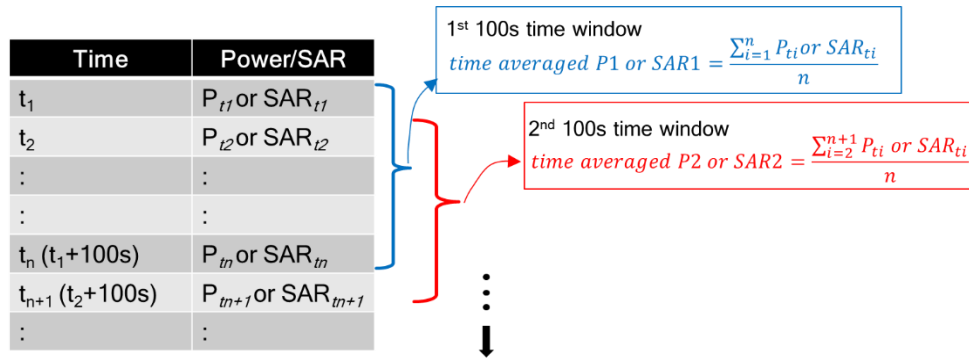 1st 100s time window
time averaged P1 or SAR1 = ∑ⁿᵢ₌₁ Pₜᵢ or SARₜᵢ / n
2nd 100s time window
time averaged P2 or SAR2 = ∑ⁿ⁺¹ᵢ₌₂ Pₜᵢ or SARₜᵢ / n
Time Power/SAR
t1 Pt1 or SARt1
t2 Pt2 or SARt2
: :
: :
tn (t1+100s) Ptn or SARtn
tn+1 (t2+100s) Ptn+1 or SARtn+1
: :